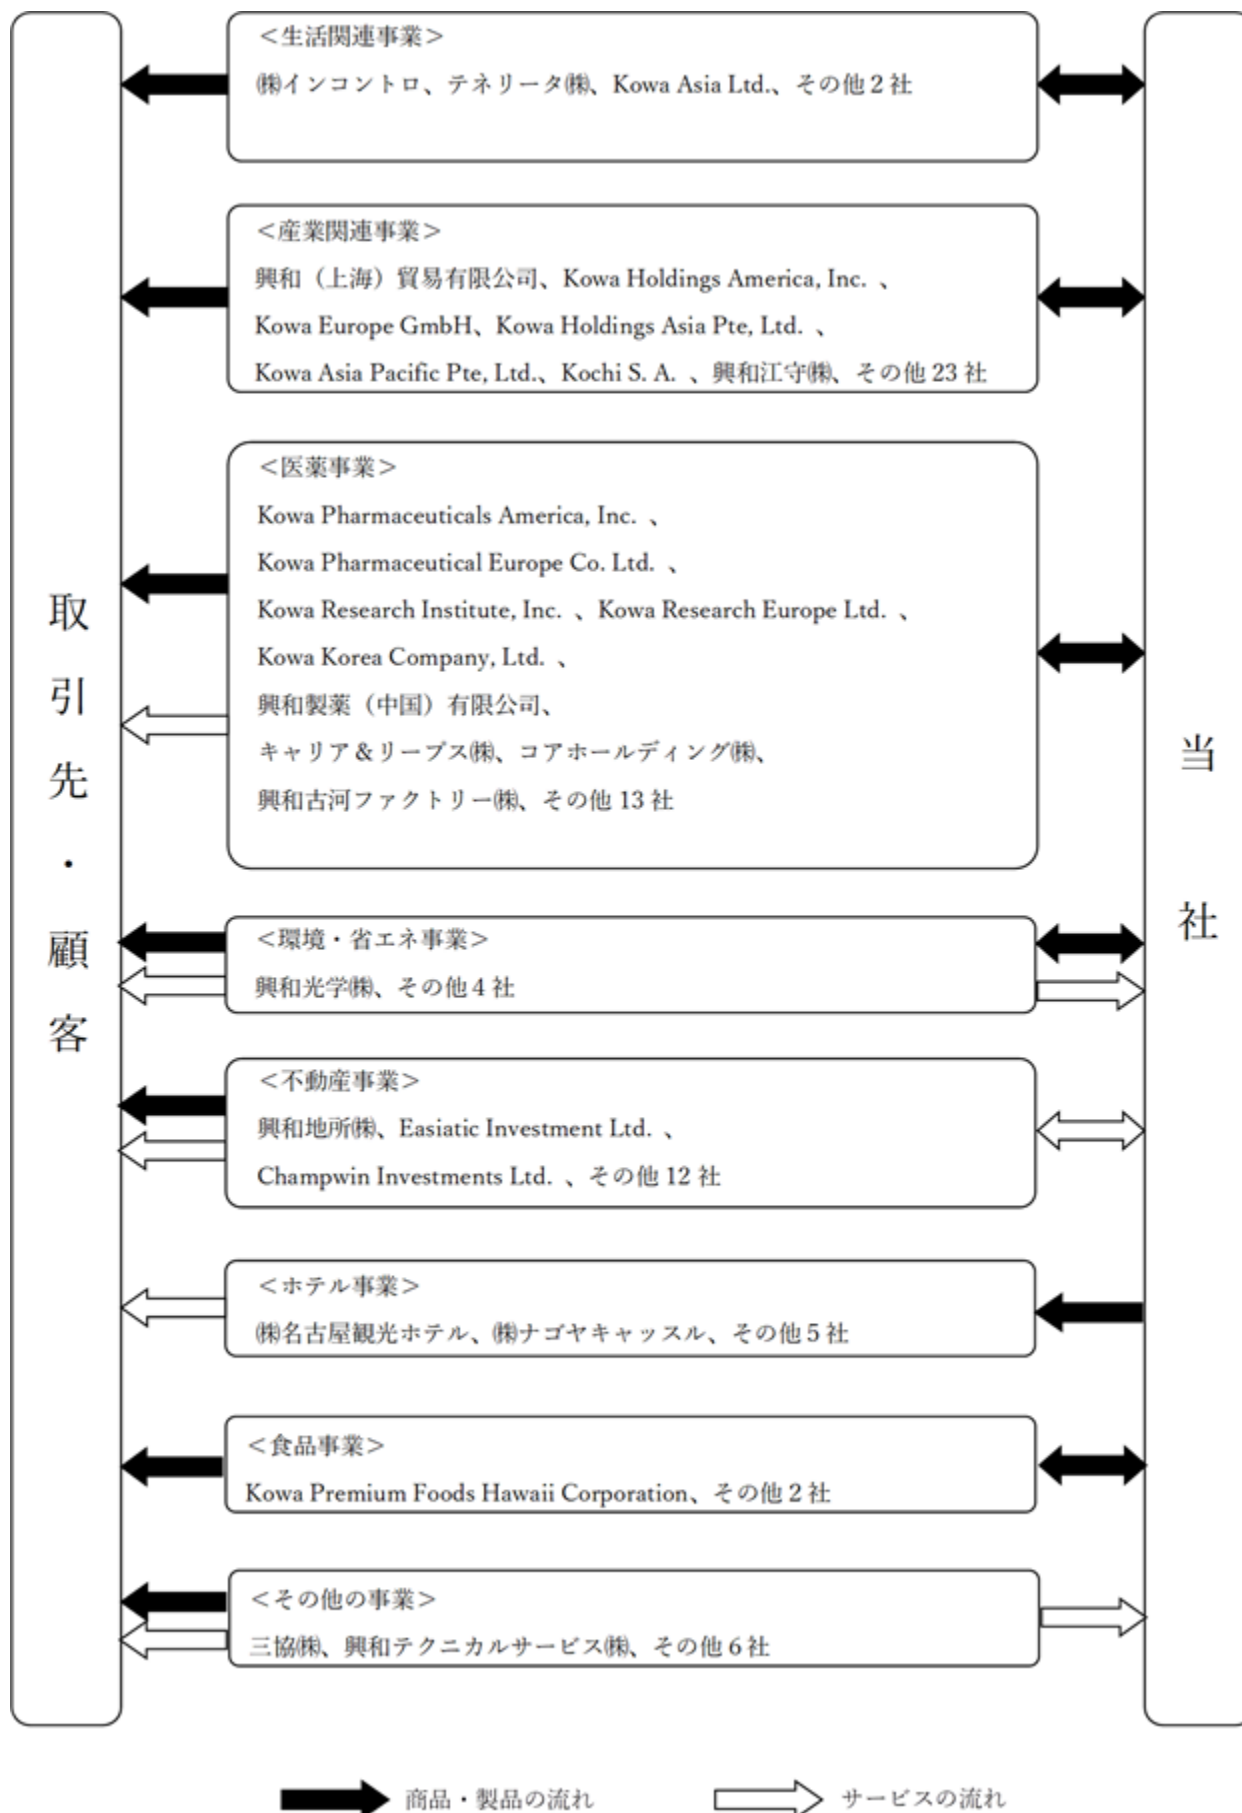 取引先・顧客
＜生活関連事業＞
㈱インコントロ、テネリータ㈱、Kowa Asia Ltd.、その他 2 社
＜産業関連事業＞
興和（上海）貿易有限公司、Kowa Holdings America, Inc. 、
Kowa Europe GmbH、Kowa Holdings Asia Pte, Ltd. 、
Kowa Asia Pacific Pte, Ltd.、Kochi S. A. 、興和江守㈱、その他 23 社
＜医薬事業＞
Kowa Pharmaceuticals America, Inc. 、
Kowa Pharmaceutical Europe Co. Ltd. 、
Kowa Research Institute, Inc. 、Kowa Research Europe Ltd. 、
Kowa Korea Company, Ltd. 、
興和製薬（中国）有限公司、
キャリア＆リープス㈱、コアホールディング㈱、
興和古河ファクトリー㈱、その他 13 社
＜環境・省エネ事業＞
興和光学㈱、その他 4 社
＜不動産事業＞
興和地所㈱、Easiatic Investment Ltd. 、
Champwin Investments Ltd. 、その他 12 社
＜ホテル事業＞
㈱名古屋観光ホテル、㈱ナゴヤキャッスル、その他 5 社
＜食品事業＞
Kowa Premium Foods Hawaii Corporation、その他 2 社
＜その他の事業＞
三協㈱、興和テクニカルサービス㈱、その他 6 社
当社
商品・製品の流れ
サービスの流れ